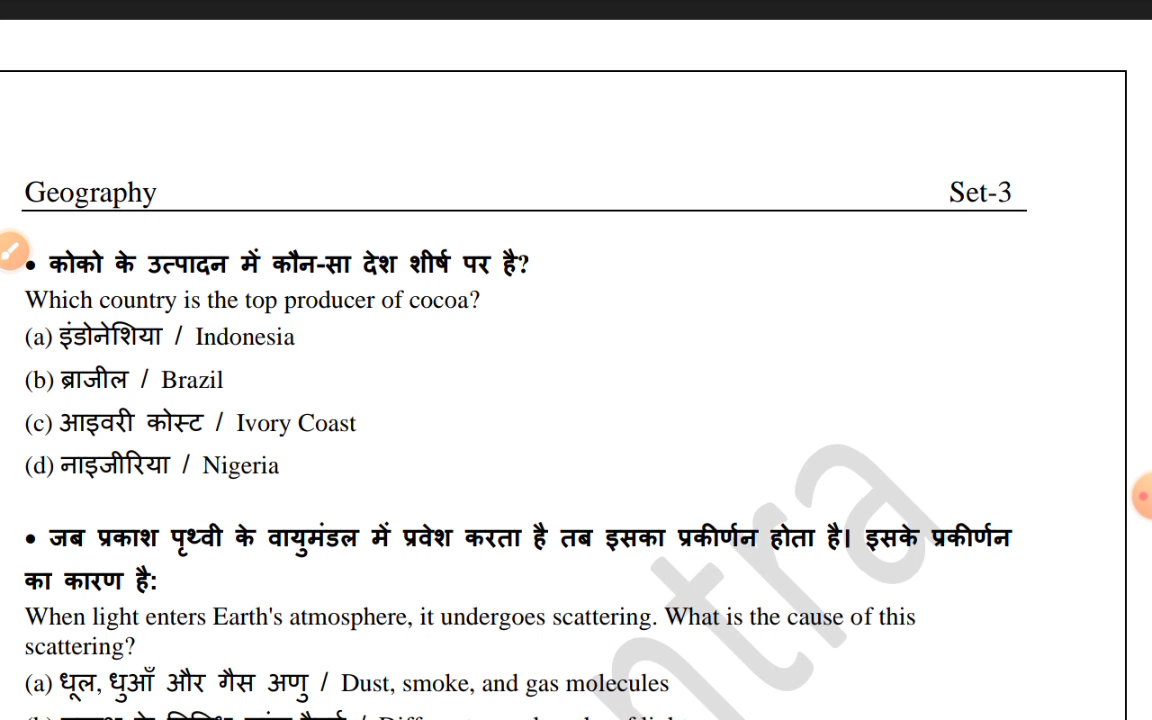 Geography Set-3
• कोको के उत्पादन में कौन-सा देश शीर्ष पर है?
Which country is the top producer of cocoa?
(a) इंडोनेशिया / Indonesia
(b) ब्राजील / Brazil
(c) आइवरी कोस्ट / Ivory Coast
(d) नाइजीरिया / Nigeria
• जब प्रकाश पृथ्वी के वायुमंडल में प्रवेश करता है तब इसका प्रकीर्णन होता है। इसके प्रकीर्णन
का कारण है:
When light enters Earth's atmosphere, it undergoes scattering. What is the cause of this
scattering?
(a) धूल, धुआँ और गैस अणु / Dust, smoke, and gas molecules
ntra